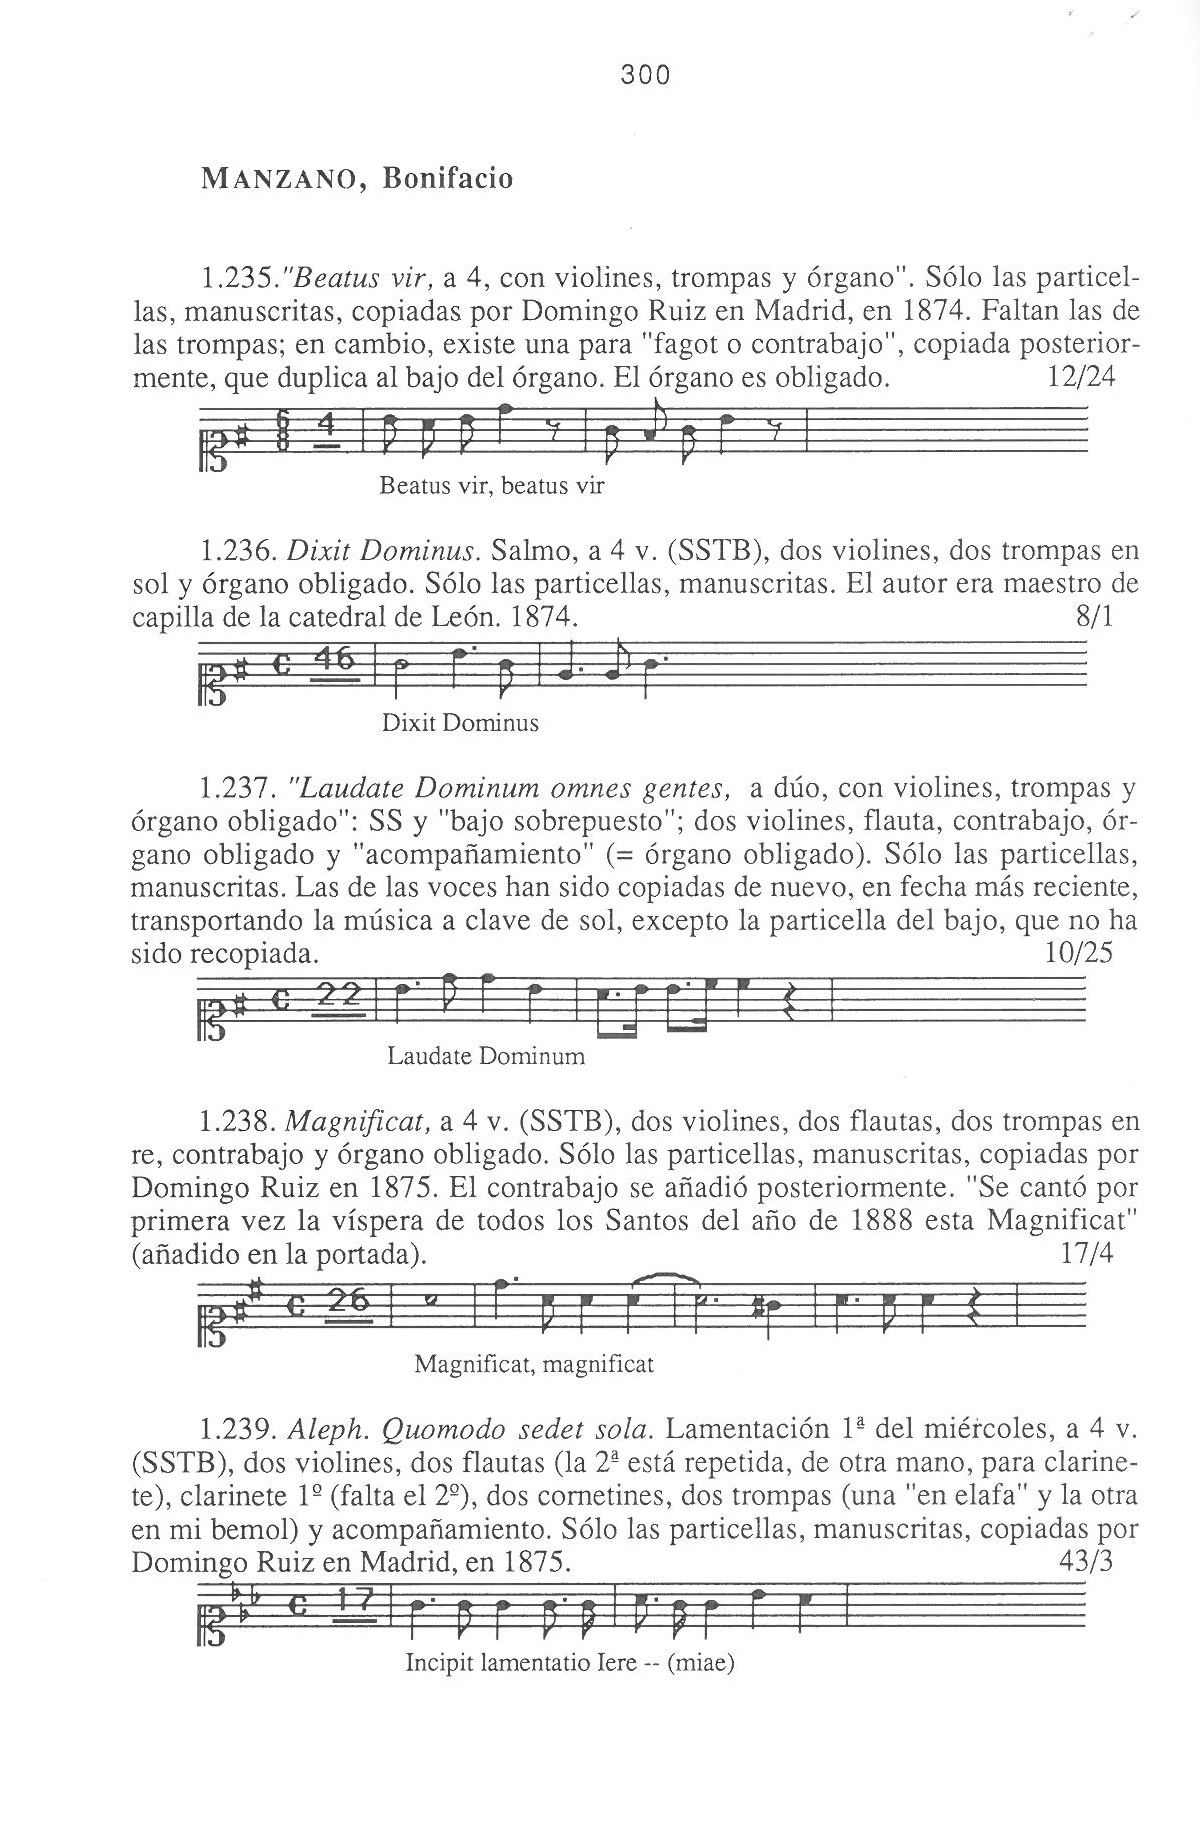 300
MANZANO, Bonifacio
1.235."Beatus vir, a 4, con violines, trompas y órgano". Sólo las particel-
las, manuscritas, copiadas por Domingo Ruiz en Madrid, en 1874. Faltan las de
las trompas; en cambio, existe una para "fagot o contrabajo", copiada posterior-
mente, que duplica al bajo del órgano. El órgano es obligado. 12/24
6 8 4
Beatus vir, beatus vir
1.236. Dixit Dominus. Salmo, a 4 v. (SSTB), dos violines, dos trompas en
sol y órgano obligado. Sólo las particellas, manuscritas. El autor era maestro de
capilla de la catedral de León. 1874. 8/1
C 46
Dixit Dominus
1.237. "Laudate Dominum omnes gentes, a dúo, con violines, trompas y
órgano obligado": SS y "bajo sobrepuesto"; dos violines, flauta, contrabajo, ór-
gano obligado y "acompañamiento" (= órgano obligado). Sólo las particellas,
manuscritas. Las de las voces han sido copiadas de nuevo, en fecha más reciente,
transportando la música a clave de sol, excepto la particella del bajo, que no ha
sido recopiada. 10/25
C 22
Laudate Dominum
1.238. Magnificat, a 4 v. (SSTB), dos violines, dos flautas, dos trompas en
re, contrabajo y órgano obligado. Sólo las particellas, manuscritas, copiadas por
Domingo Ruiz en 1875. El contrabajo se añadió posteriormente. "Se cantó por
primera vez la víspera de todos los Santos del año de 1888 esta Magnificat"
(añadido en la portada). 17/4
C 26
Magnificat, magnificat
1.239. Aleph. Quomodo sedet sola. Lamentación 1ª del miércoles, a 4 v.
(SSTB), dos violines, dos flautas (la 2ª está repetida, de otra mano, para clarine-
te), clarinete 1º (falta el 2º), dos cornetines, dos trompas (una "en elafa" y la otra
en mi bemol) y acompañamiento. Sólo las particellas, manuscritas, copiadas por
Domingo Ruiz en Madrid, en 1875. 43/3
C 17
Incipit lamentatio Iere -- (miae)